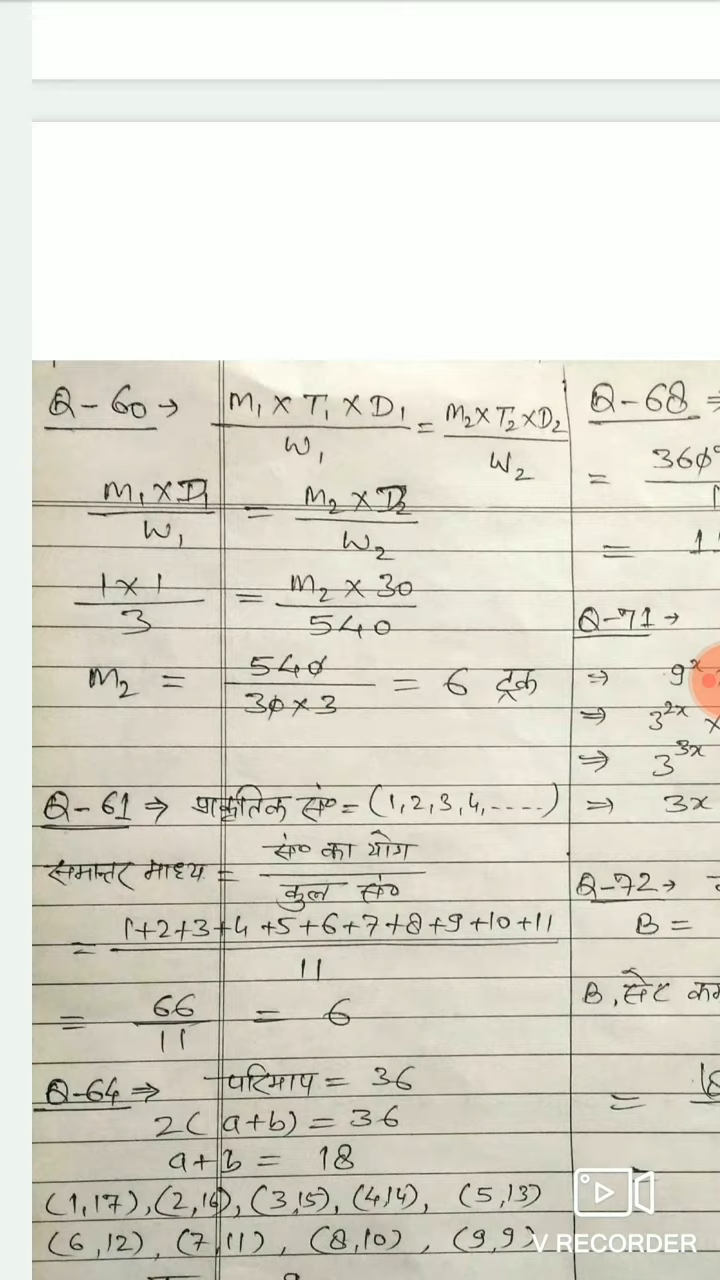 Q-60 → M₁ × T₁ × D₁ / W₁ = M₂ × T₂ × D₂ / W₂
M₁ × D₁ / W₁ = M₂ × D₂ / W₂
1 × 1 / 3 = M₂ × 30 / 540
M₂ = 540 / 30 × 3 = 6 ट्रक
Q-61 ⇒ प्राकृतिक सं० = (1,2,3,4,-----)
समान्तर माध्य = सं० का योग / कुल सं०
= 1+2+3+4+5+6+7+8+9+10+11 / 11
= 66 / 11 = 6
Q-64 ⇒ परिमाप = 36
2(a+b) = 36
a+b = 18
(1,17),(2,16),(3,15),(4,14), (5,13)
(6,12), (7,11), (8,10), (9,9)
Q-68 ⇒
= 360°
=
Q-71 →
⇒ 9ˣ
⇒ 3²ˣ ×
⇒ 3³ˣ
⇒ 3x
Q-72 →
B =
B, सेट
=
V RECORDER